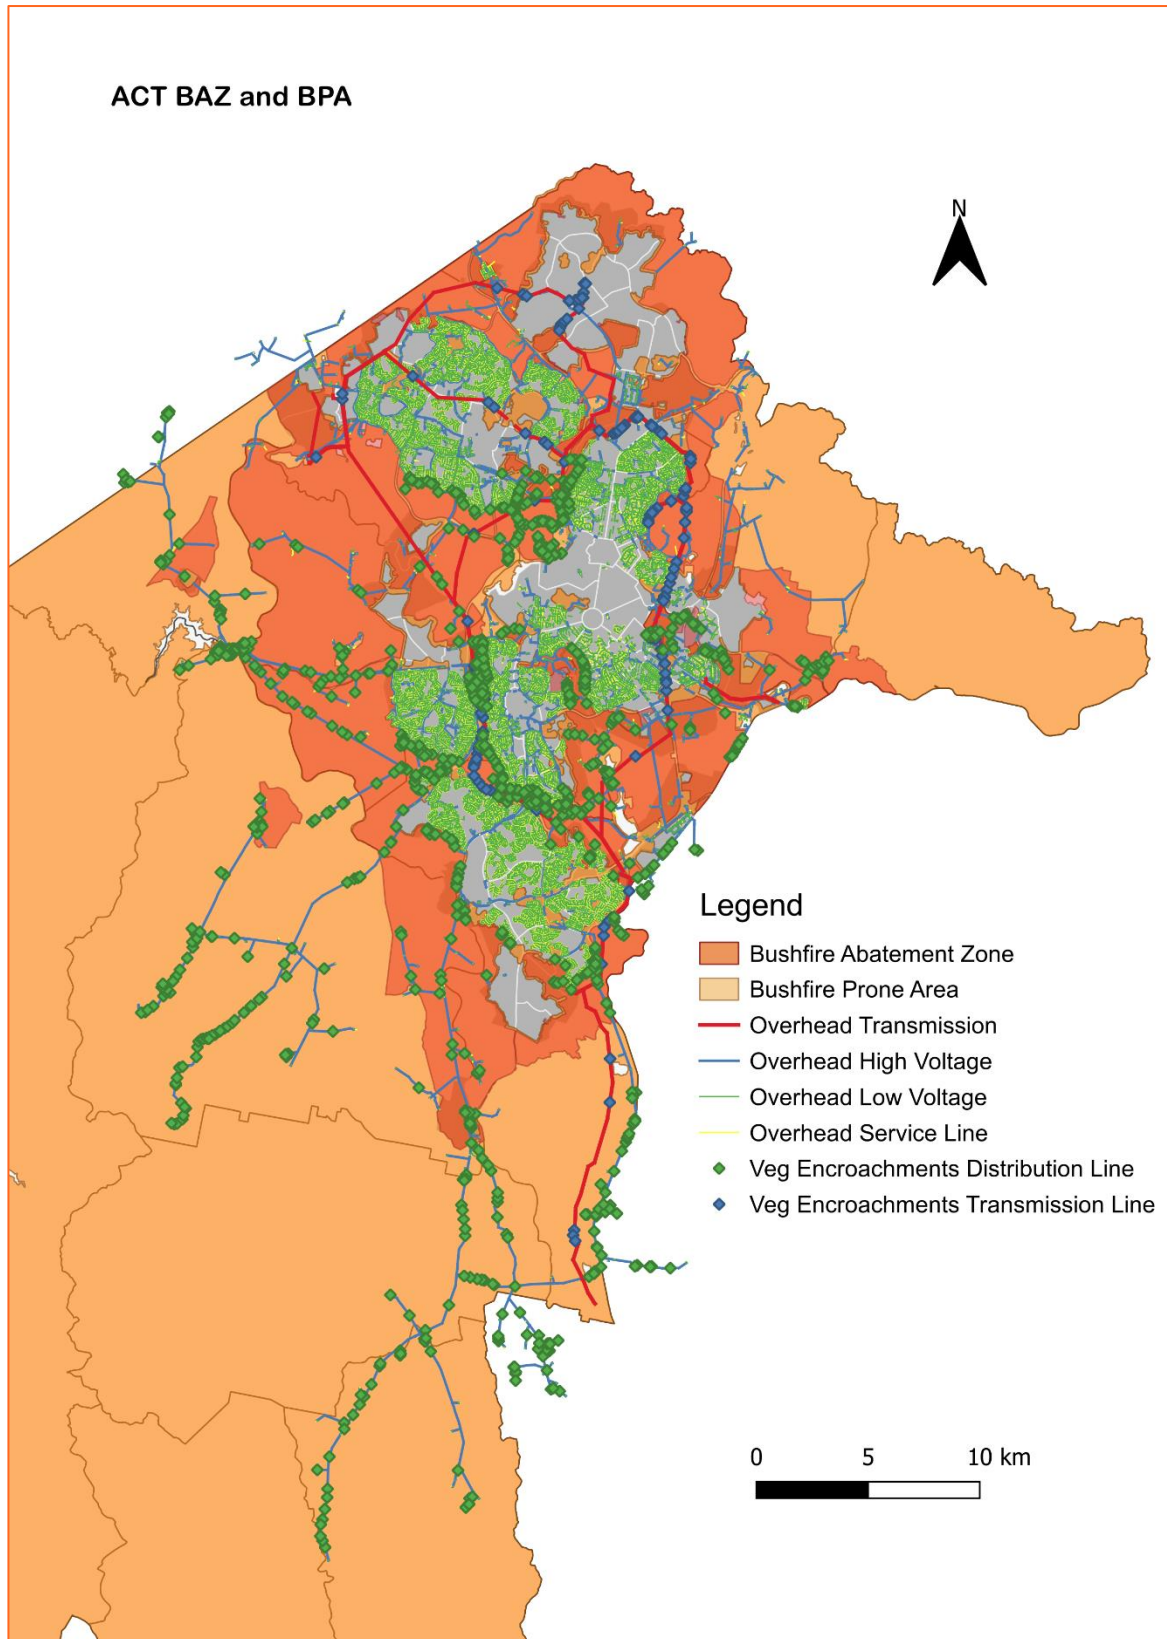 ACT BAZ and BPA
N
Legend
Bushfire Abatement Zone
Bushfire Prone Area
Overhead Transmission
Overhead High Voltage
Overhead Low Voltage
Overhead Service Line
Veg Encroachments Distribution Line
Veg Encroachments Transmission Line
0 5 10 km